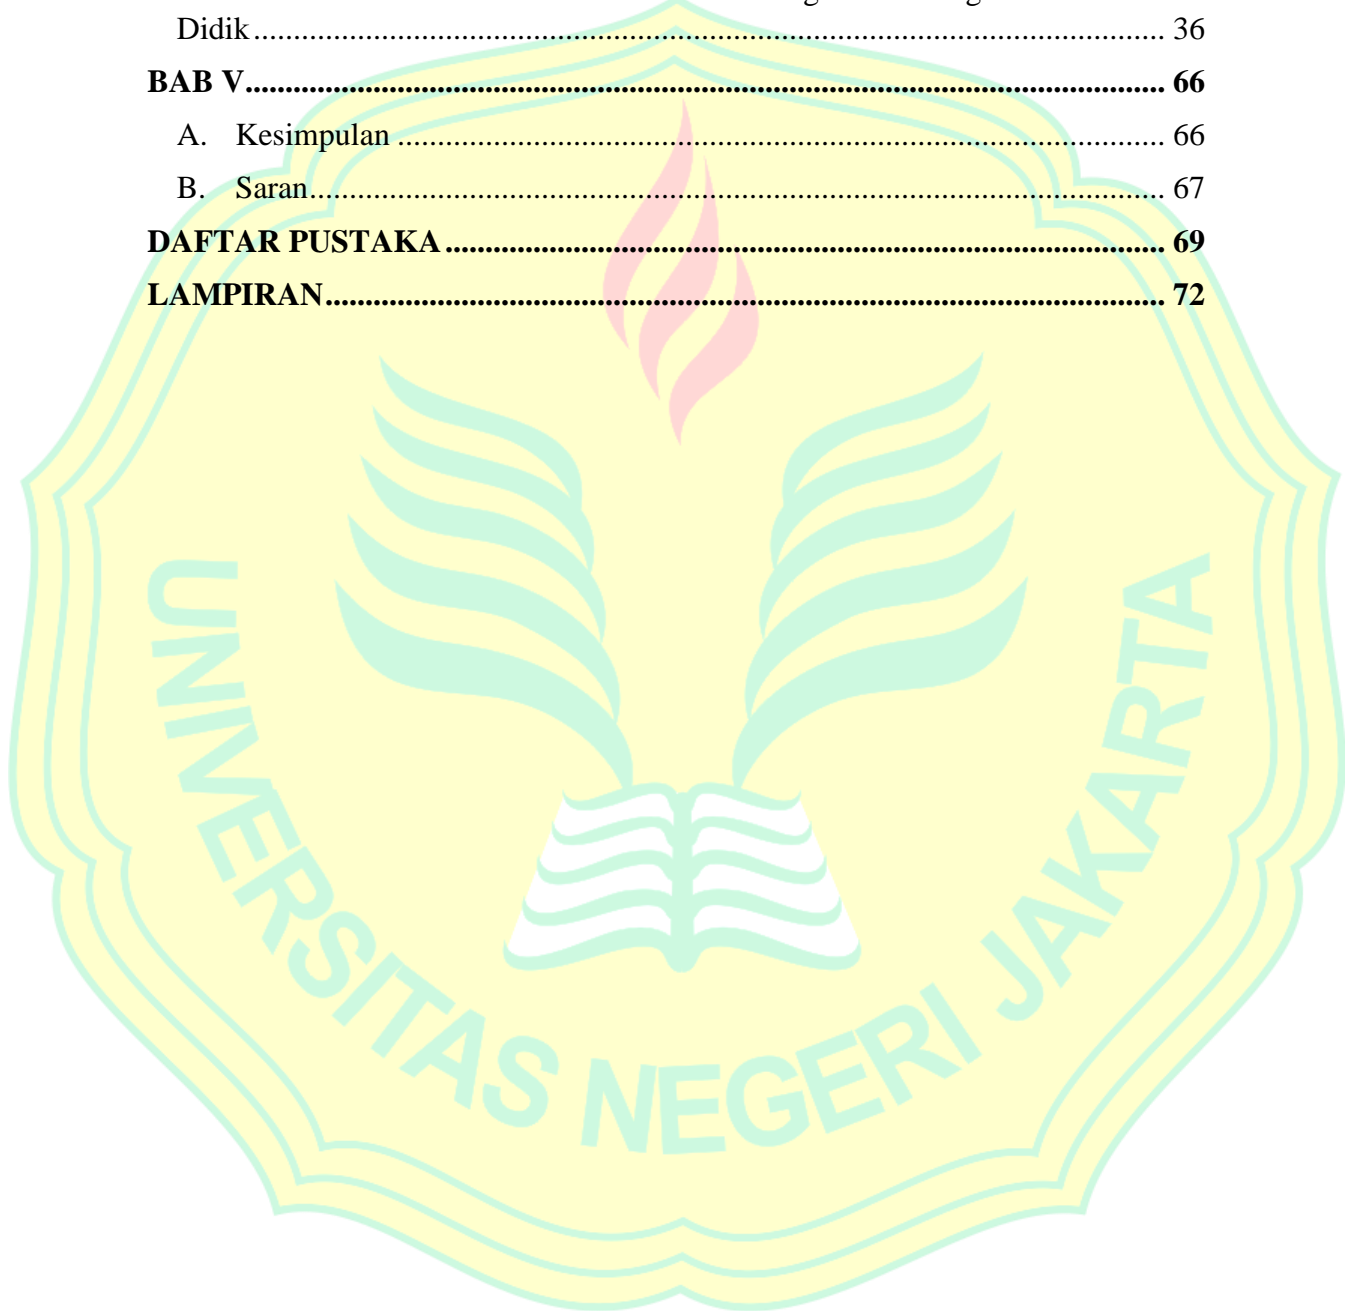 Didik ........................................................................................................................ 36
BAB V ........................................................................................................................ 66
A. Kesimpulan ........................................................................................................................ 66
B. Saran ........................................................................................................................ 67
DAFTAR PUSTAKA ........................................................................................................................ 69
LAMPIRAN ........................................................................................................................ 72
UNIVERSITAS NEGERI JAKARTA